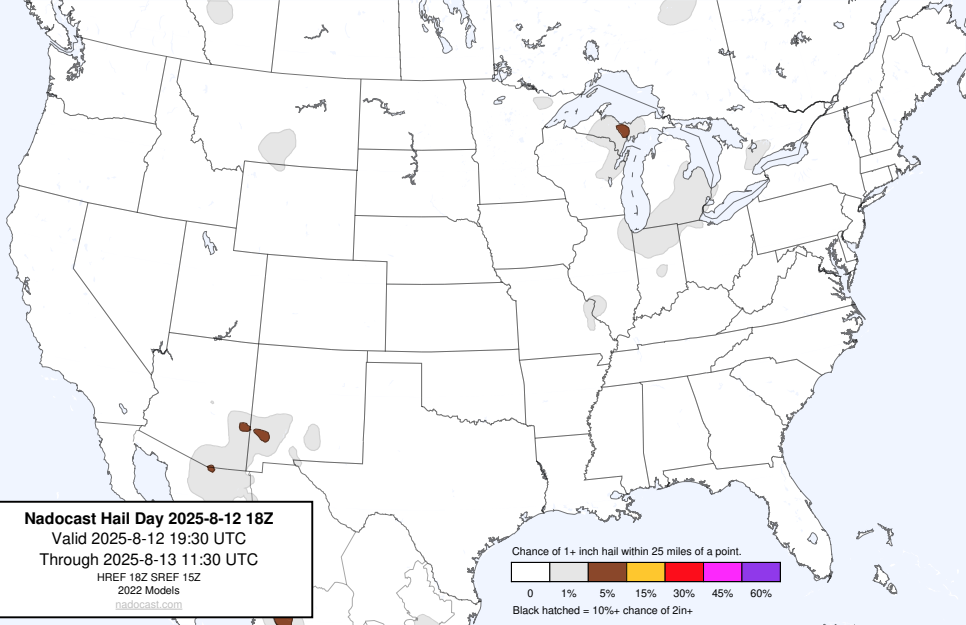 Nadocast Hail Day 2025-8-12 18Z
Valid 2025-8-12 19:30 UTC
Through 2025-8-13 11:30 UTC
HREF 18Z SREF 15Z
2022 Models
nadocast.com
Chance of 1+ inch hail within 25 miles of a point.
0 1% 5% 15% 30% 45% 60%
Black hatched = 10%+ chance of 2in+